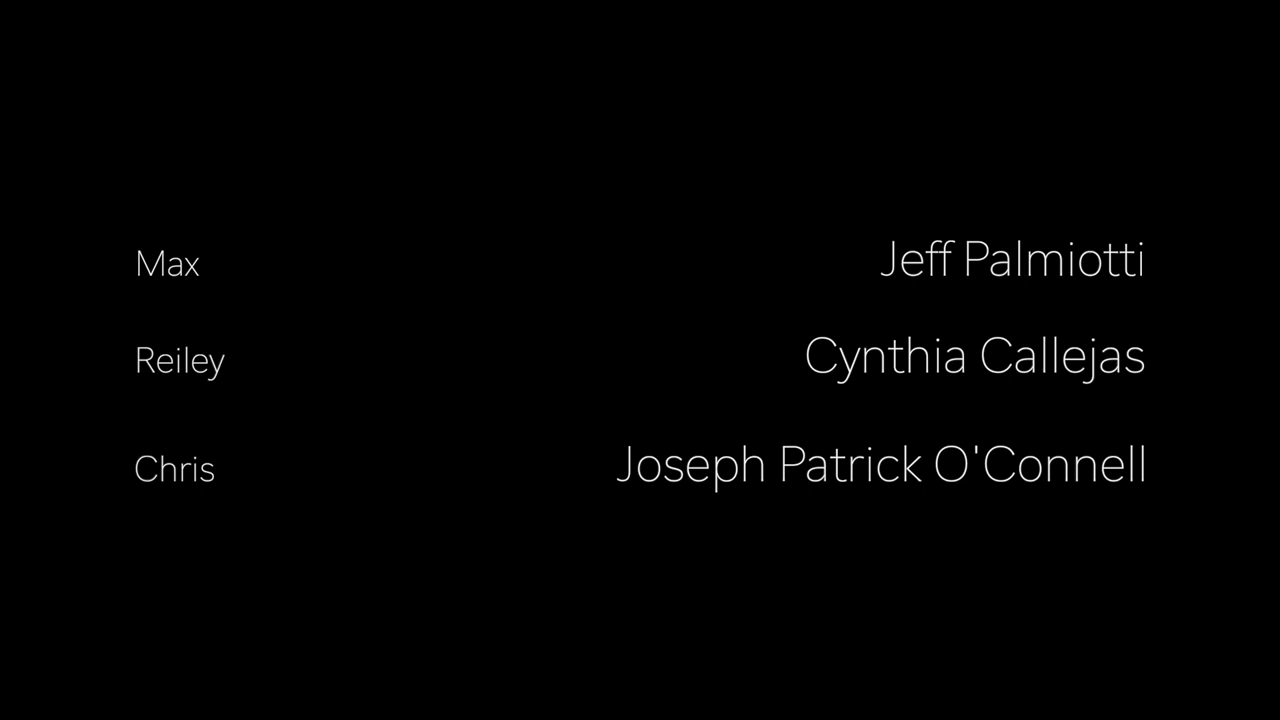 Max Jeff Palmiotti
Reiley Cynthia Callejas
Chris Joseph Patrick O'Connell